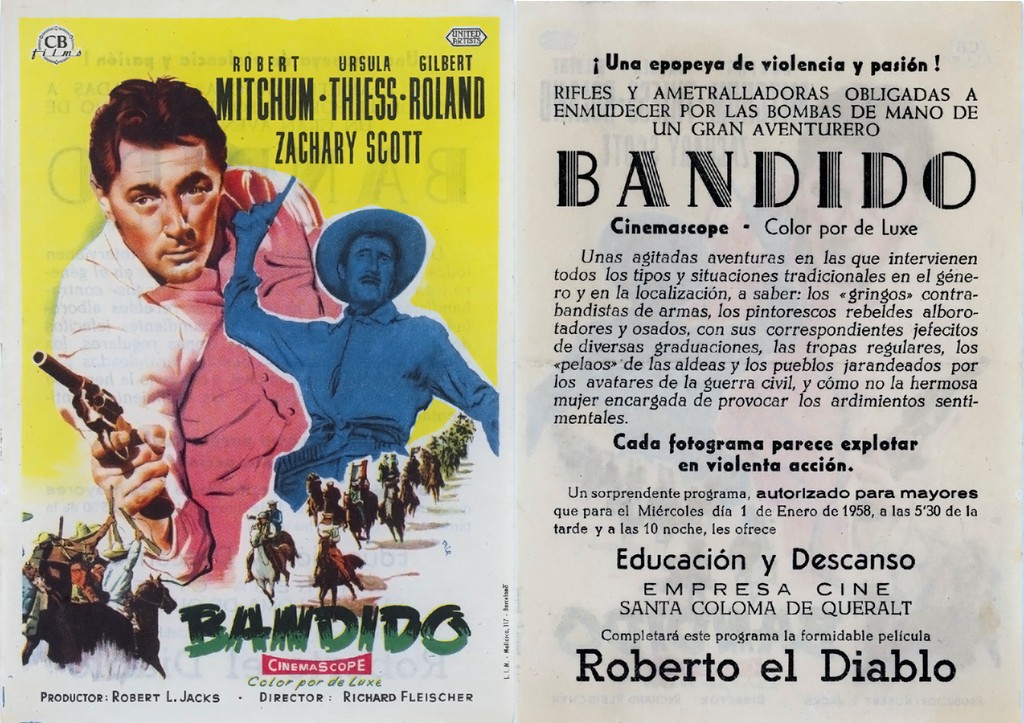 CB
films
UNITED
ARTISTS
ROBERT URSULA GILBERT
MITCHUM · THIESS · ROLAND
ZACHARY SCOTT
BANDIDO
CINEMASCOPE
Color por de Luxe
PRODUCTOR: ROBERT L. JACKS · DIRECTOR: RICHARD FLEISCHER
¡ Una epopeya de violencia y pasión !
RIFLES Y AMETRALLADORAS OBLIGADAS A
ENMUDECER POR LAS BOMBAS DE MANO DE
UN GRAN AVENTURERO
BANDIDO
Cinemascope - Color por de Luxe
Unas agitadas aventuras en las que intervienen
todos los tipos y situaciones tradicionales en el géne-
ro y en la localización, a saber: los «gringos» contra-
bandistas de armas, los pintorescos rebeldes alboro-
tadores y osados, con sus correspondientes jefecitos
de diversas graduaciones, las tropas regulares, los
«pelaos» de las aldeas y los pueblos jarandeados por
los avatares de la guerra civil, y cómo no la hermosa
mujer encargada de provocar los ardimientos senti-
mentales.
Cada fotograma parece explotar
en violenta acción.
Un sorprendente programa, autorizado para mayores
que para el Miércoles día 1 de Enero de 1958, a las 5'30 de la
tarde y a las 10 noche, les ofrece
Educación y Descanso
EMPRESA CINE
SANTA COLOMA DE QUERALT
Completará este programa la formidable película
Roberto el Diablo